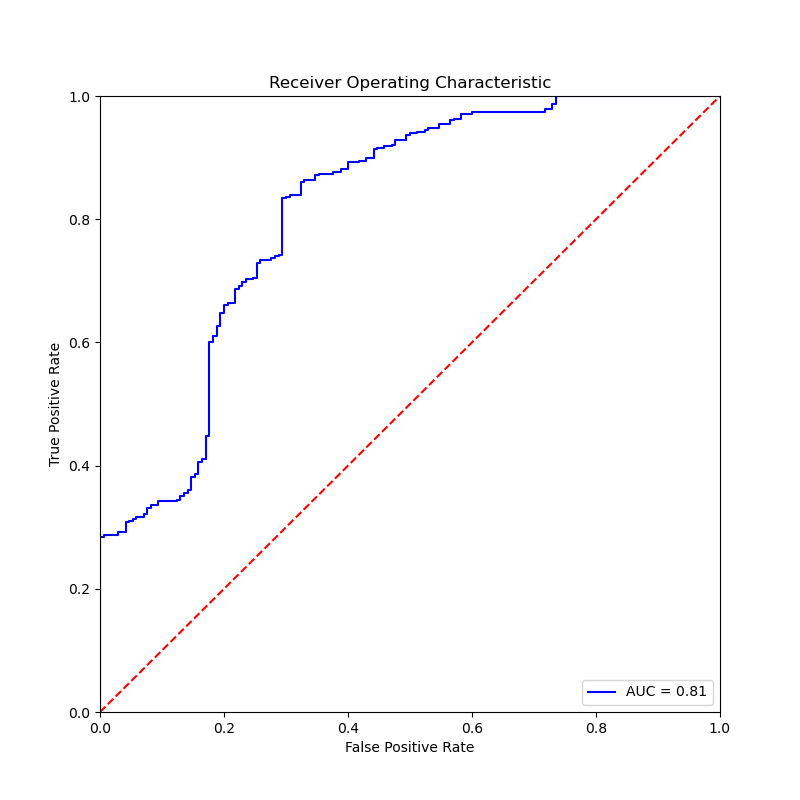 Receiver Operating Characteristic
1.0
0.8
0.6
0.4
0.2
0.0
True Positive Rate
AUC = 0.81
0.0 0.2 0.4 0.6 0.8 1.0
False Positive Rate